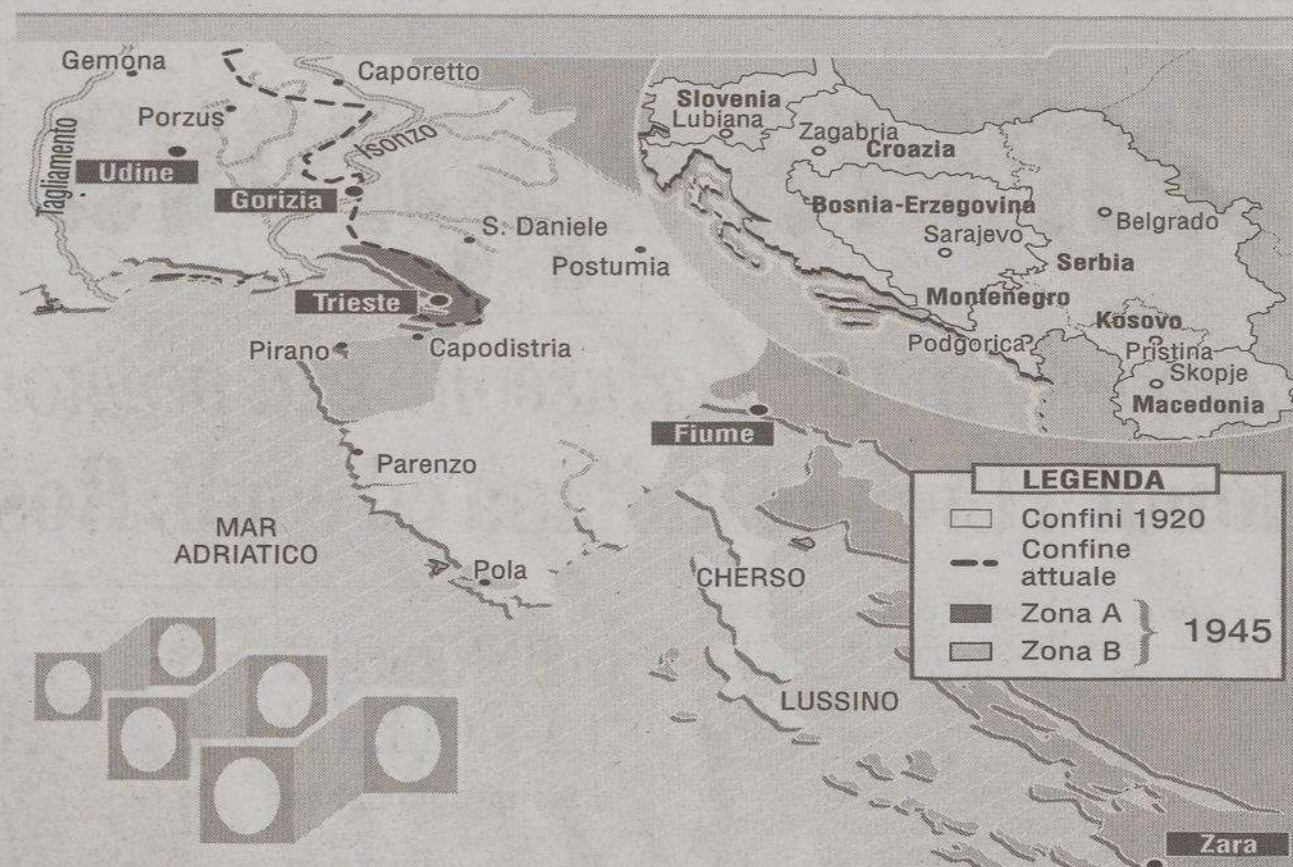 Gemona
Caporetto
Porzus
Tagliamento
Isonzo
Udine
Gorizia
S. Daniele
Postumia
Trieste
Pirano
Capodistria
Fiume
Parenzo
MAR
ADRIATICO
Pola
CHERSO
LUSSINO
Zara
Slovenia
Lubiana
Zagabria
Croazia
Bosnia-Erzegovina
Sarajevo
Belgrado
Serbia
Montenegro
Kosovo
Podgorica
Pristina
Skopje
Macedonia
LEGENDA
Confini 1920
Confine
attuale
Zona A
Zona B
1945